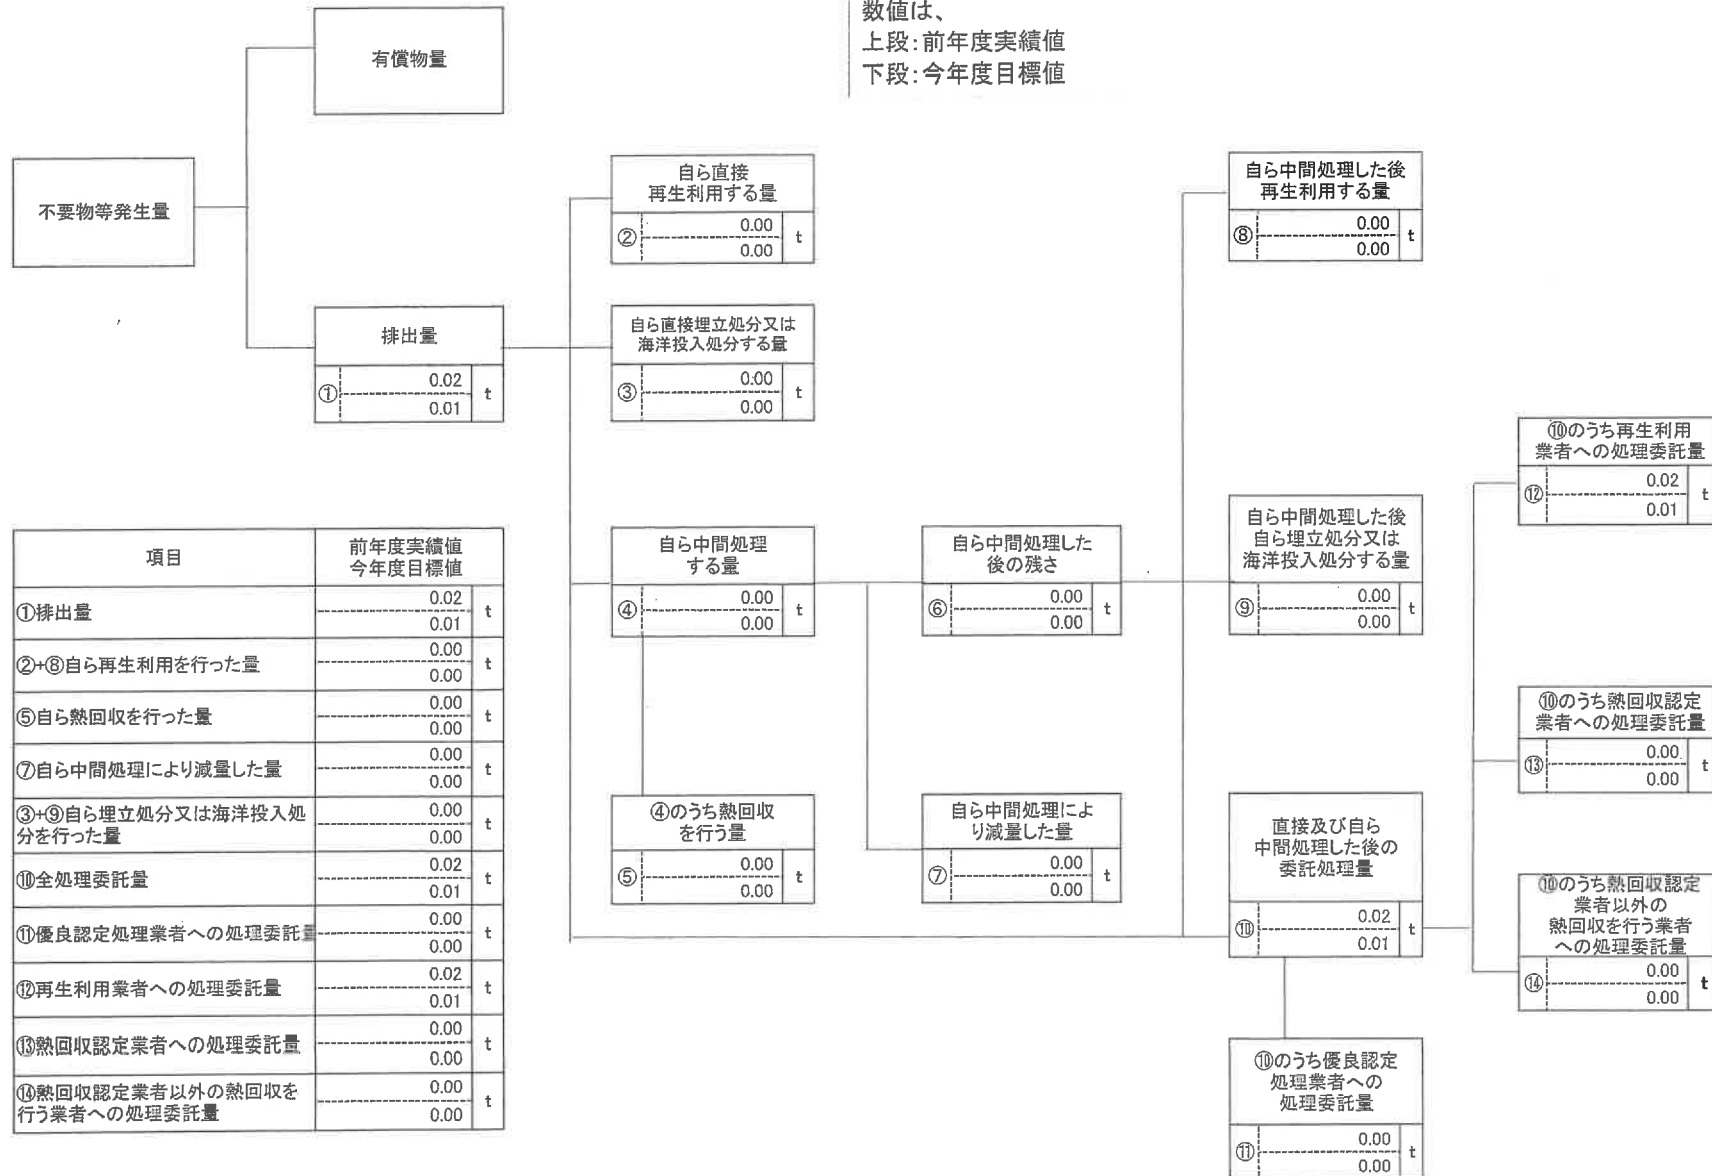 数値は、
上段:前年度実績値
下段:今年度目標値
有償物量
不要物等発生量
排出量
①
0.02
0.01
t
自ら直接
再生利用する量
②
0.00
0.00
t
自ら直接埋立処分又は
海洋投入処分する量
③
0.00
0.00
t
自ら中間処理
する量
④
0.00
0.00
t
④のうち熱回収
を行う量
⑤
0.00
0.00
t
自ら中間処理した
後の残さ
⑥
0.00
0.00
t
自ら中間処理によ
り減量した量
⑦
0.00
0.00
t
自ら中間処理した後
再生利用する量
⑧
0.00
0.00
t
自ら中間処理した後
自ら埋立処分又は
海洋投入処分する量
⑨
0.00
0.00
t
直接及び自ら
中間処理した後の
委託処理量
⑩
0.02
0.01
t
⑩のうち優良認定
処理業者への
処理委託量
⑪
0.00
0.00
t
⑩のうち再生利用
業者への処理委託量
⑫
0.02
0.01
t
⑩のうち熱回収認定
業者への処理委託量
⑬
0.00
0.00
t
⑩のうち熱回収認定
業者以外の
熱回収を行う業者
への処理委託量
⑭
0.00
0.00
t
項目
前年度実績値
今年度目標値
①排出量
0.02
0.01
t
②+⑧自ら再生利用を行った量
0.00
0.00
t
⑤自ら熱回収を行った量
0.00
0.00
t
⑦自ら中間処理により減量した量
0.00
0.00
t
③+⑨自ら埋立処分又は海洋投入処
分を行った量
0.00
0.00
t
⑩全処理委託量
0.02
0.01
t
⑪優良認定処理業者への処理委託量
0.00
0.00
t
⑫再生利用業者への処理委託量
0.02
0.01
t
⑬熱回収認定業者への処理委託量
0.00
0.00
t
⑭熱回収認定業者以外の熱回収を
行う業者への処理委託量
0.00
0.00
t